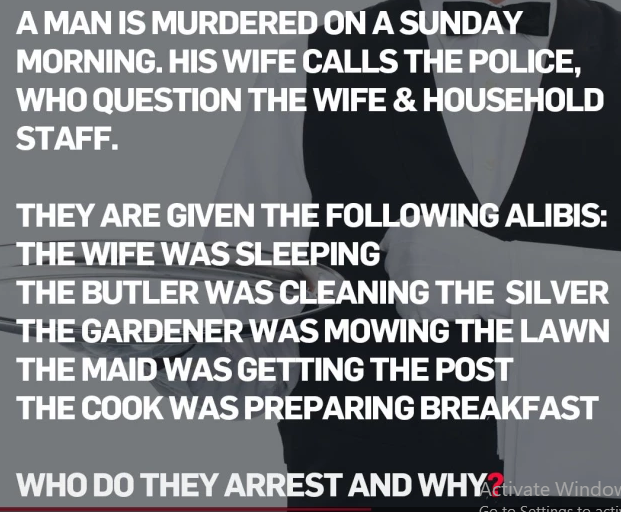 A MAN IS MURDERED ON A SUNDAY
MORNING. HIS WIFE CALLS THE POLICE,
WHO QUESTION THE WIFE & HOUSEHOLD
STAFF.
THEY ARE GIVEN THE FOLLOWING ALIBIS:
THE WIFE WAS SLEEPING
THE BUTLER WAS CLEANING THE SILVER
THE GARDENER WAS MOWING THE LAWN
THE MAID WAS GETTING THE POST
THE COOK WAS PREPARING BREAKFAST
WHO DO THEY ARREST AND WHY?
Activate Window
Go to Settings to acti